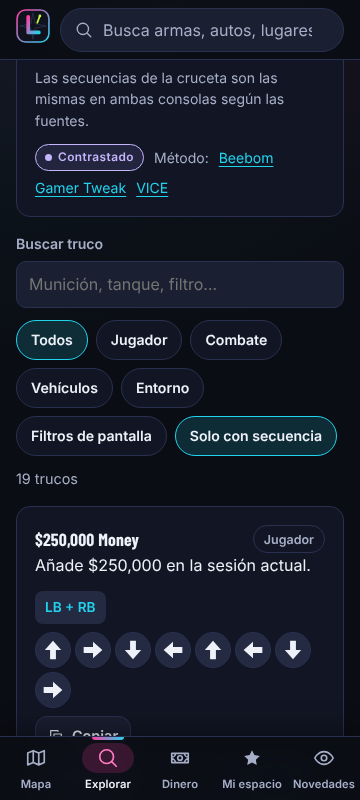 Busca armas, autos, lugares
Las secuencias de la cruceta son las
mismas en ambas consolas según las
fuentes.
Contrastado Método: Beebom
Gamer Tweak VICE
Buscar truco
Munición, tanque, filtro...
Todos Jugador Combate
Vehículos Entorno
Filtros de pantalla Solo con secuencia
19 trucos
$250,000 Money Jugador
Añade $250,000 en la sesión actual.
LB + RB
Copiar
Mapa Explorar Dinero Mi espacio Novedades